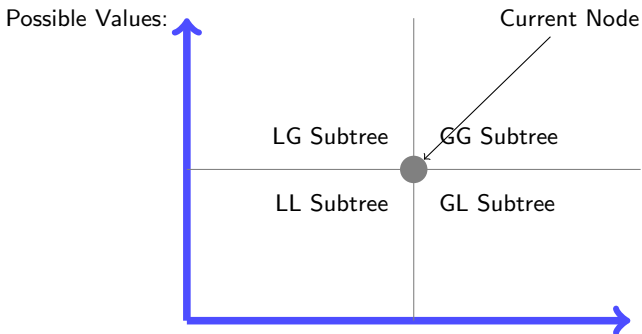 Possible Values:
Current Node
LG Subtree
GG Subtree
LL Subtree
GL Subtree